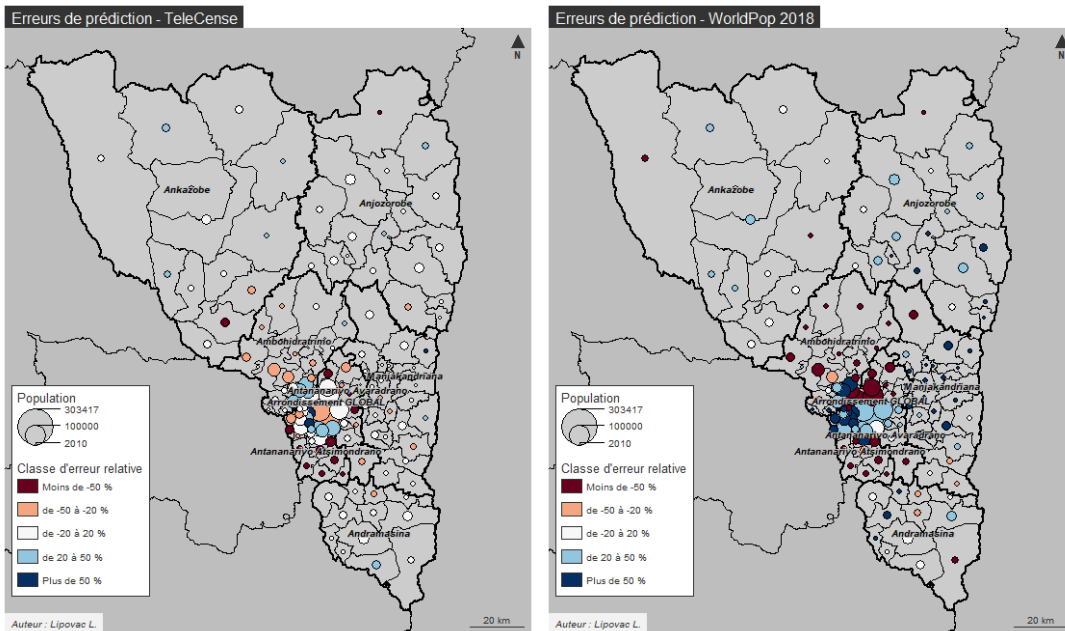 Erreurs de prédiction - TeleCense
N
Ankazobe
Anjozorobe
Ambohidratrimo
Manjakandriana
Antananarivo Avaradrano
Arrondissement GLOBAL
Antananarivo Atsimondrano
Andramasina
Population
303417
100000
2010
Classe d'erreur relative
Moins de -50 %
de -50 à -20 %
de -20 à 20 %
de 20 à 50 %
Plus de 50 %
Auteur : Lipovac L.
20 km
Erreurs de prédiction - WorldPop 2018
N
Ankazobe
Anjozorobe
Ambohidratrimo
Manjakandriana
Arrondissement GLOBAL
Antananarivo Avaradrano
Antananarivo Atsimondrano
Andramasina
Population
303417
100000
2010
Classe d'erreur relative
Moins de -50 %
de -50 à -20 %
de -20 à 20 %
de 20 à 50 %
Plus de 50 %
Auteur : Lipovac L.
20 km